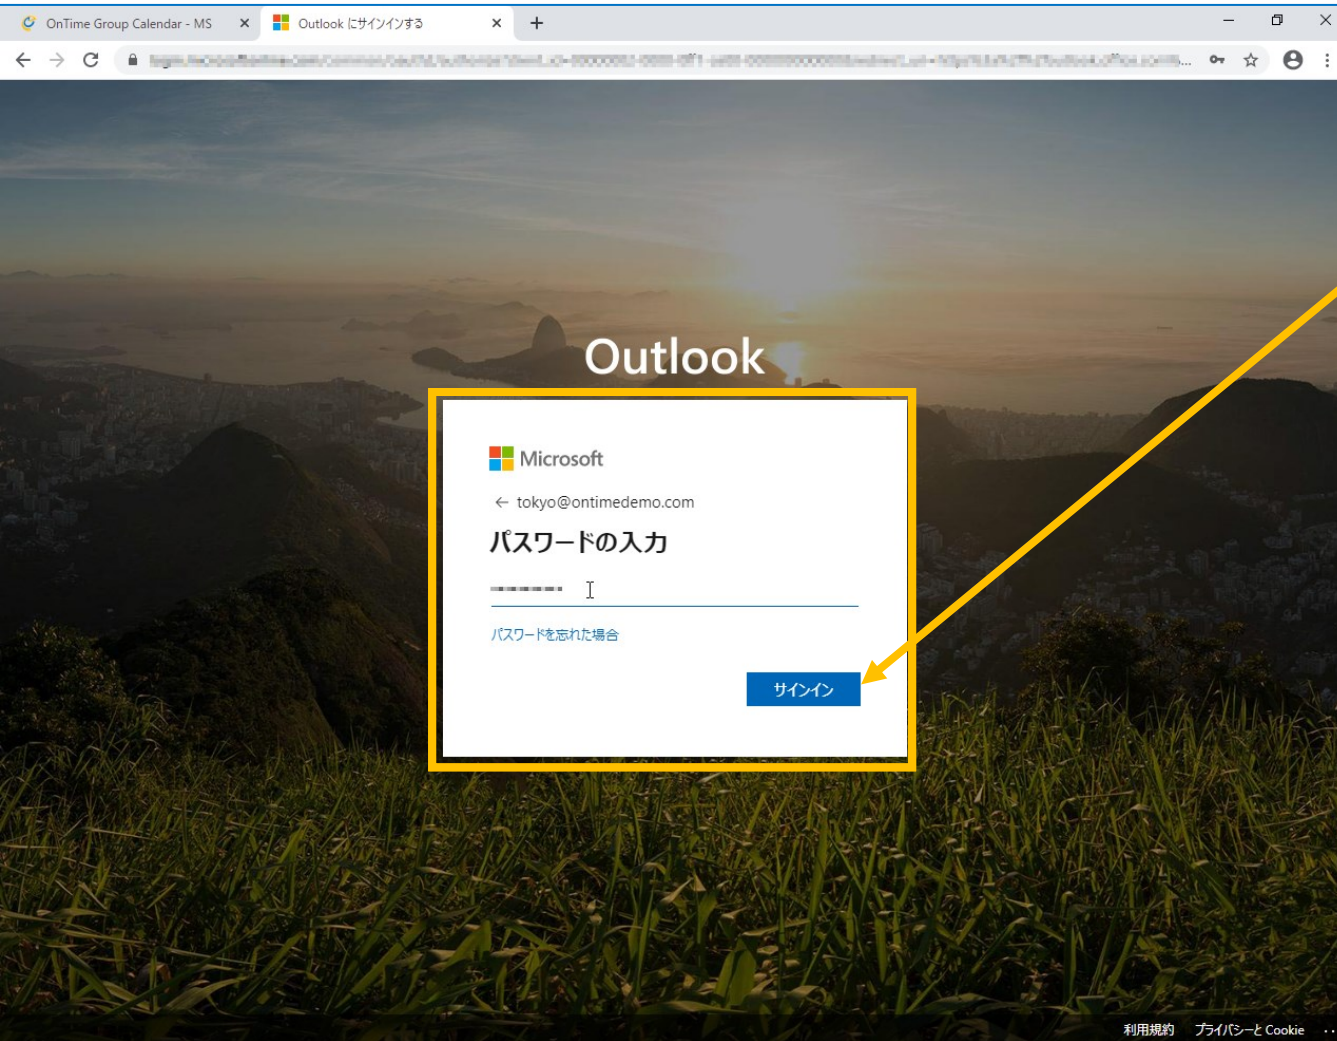 OnTime Group Calendar - MS
Outlook にサインインする
Outlook
Microsoft
← tokyo@ontimedemo.com
パスワードの入力
パスワードを忘れた場合
サインイン
利用規約 プライバシーと Cookie